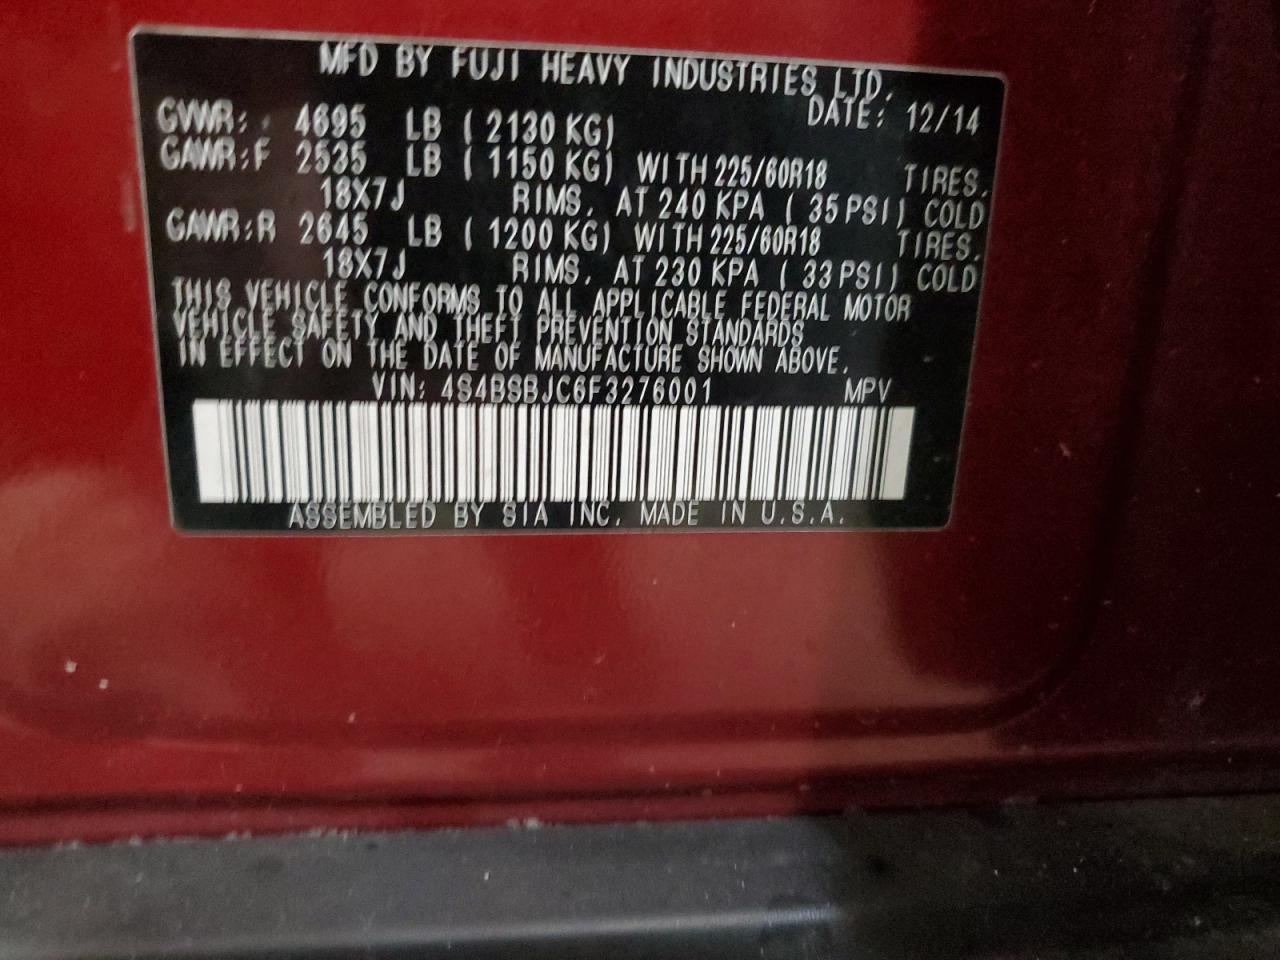 MFD BY FUJI HEAVY INDUSTRIES LTD.
DATE: 12/14
GVWR: 4695 LB ( 2130 KG)
GAWR:F 2535 LB ( 1150 KG) WITH 225/60R18 TIRES,
18X7J RIMS, AT 240 KPA ( 35 PSI) COLD
GAWR:R 2645 LB ( 1200 KG) WITH 225/60R18 TIRES,
18X7J RIMS, AT 230 KPA ( 33 PSI) COLD
THIS VEHICLE CONFORMS TO ALL APPLICABLE FEDERAL MOTOR
VEHICLE SAFETY AND THEFT PREVENTION STANDARDS
IN EFFECT ON THE DATE OF MANUFACTURE SHOWN ABOVE.
VIN: 4S4BSBJC6F3276001 MPV
ASSEMBLED BY SIA INC. MADE IN U.S.A.